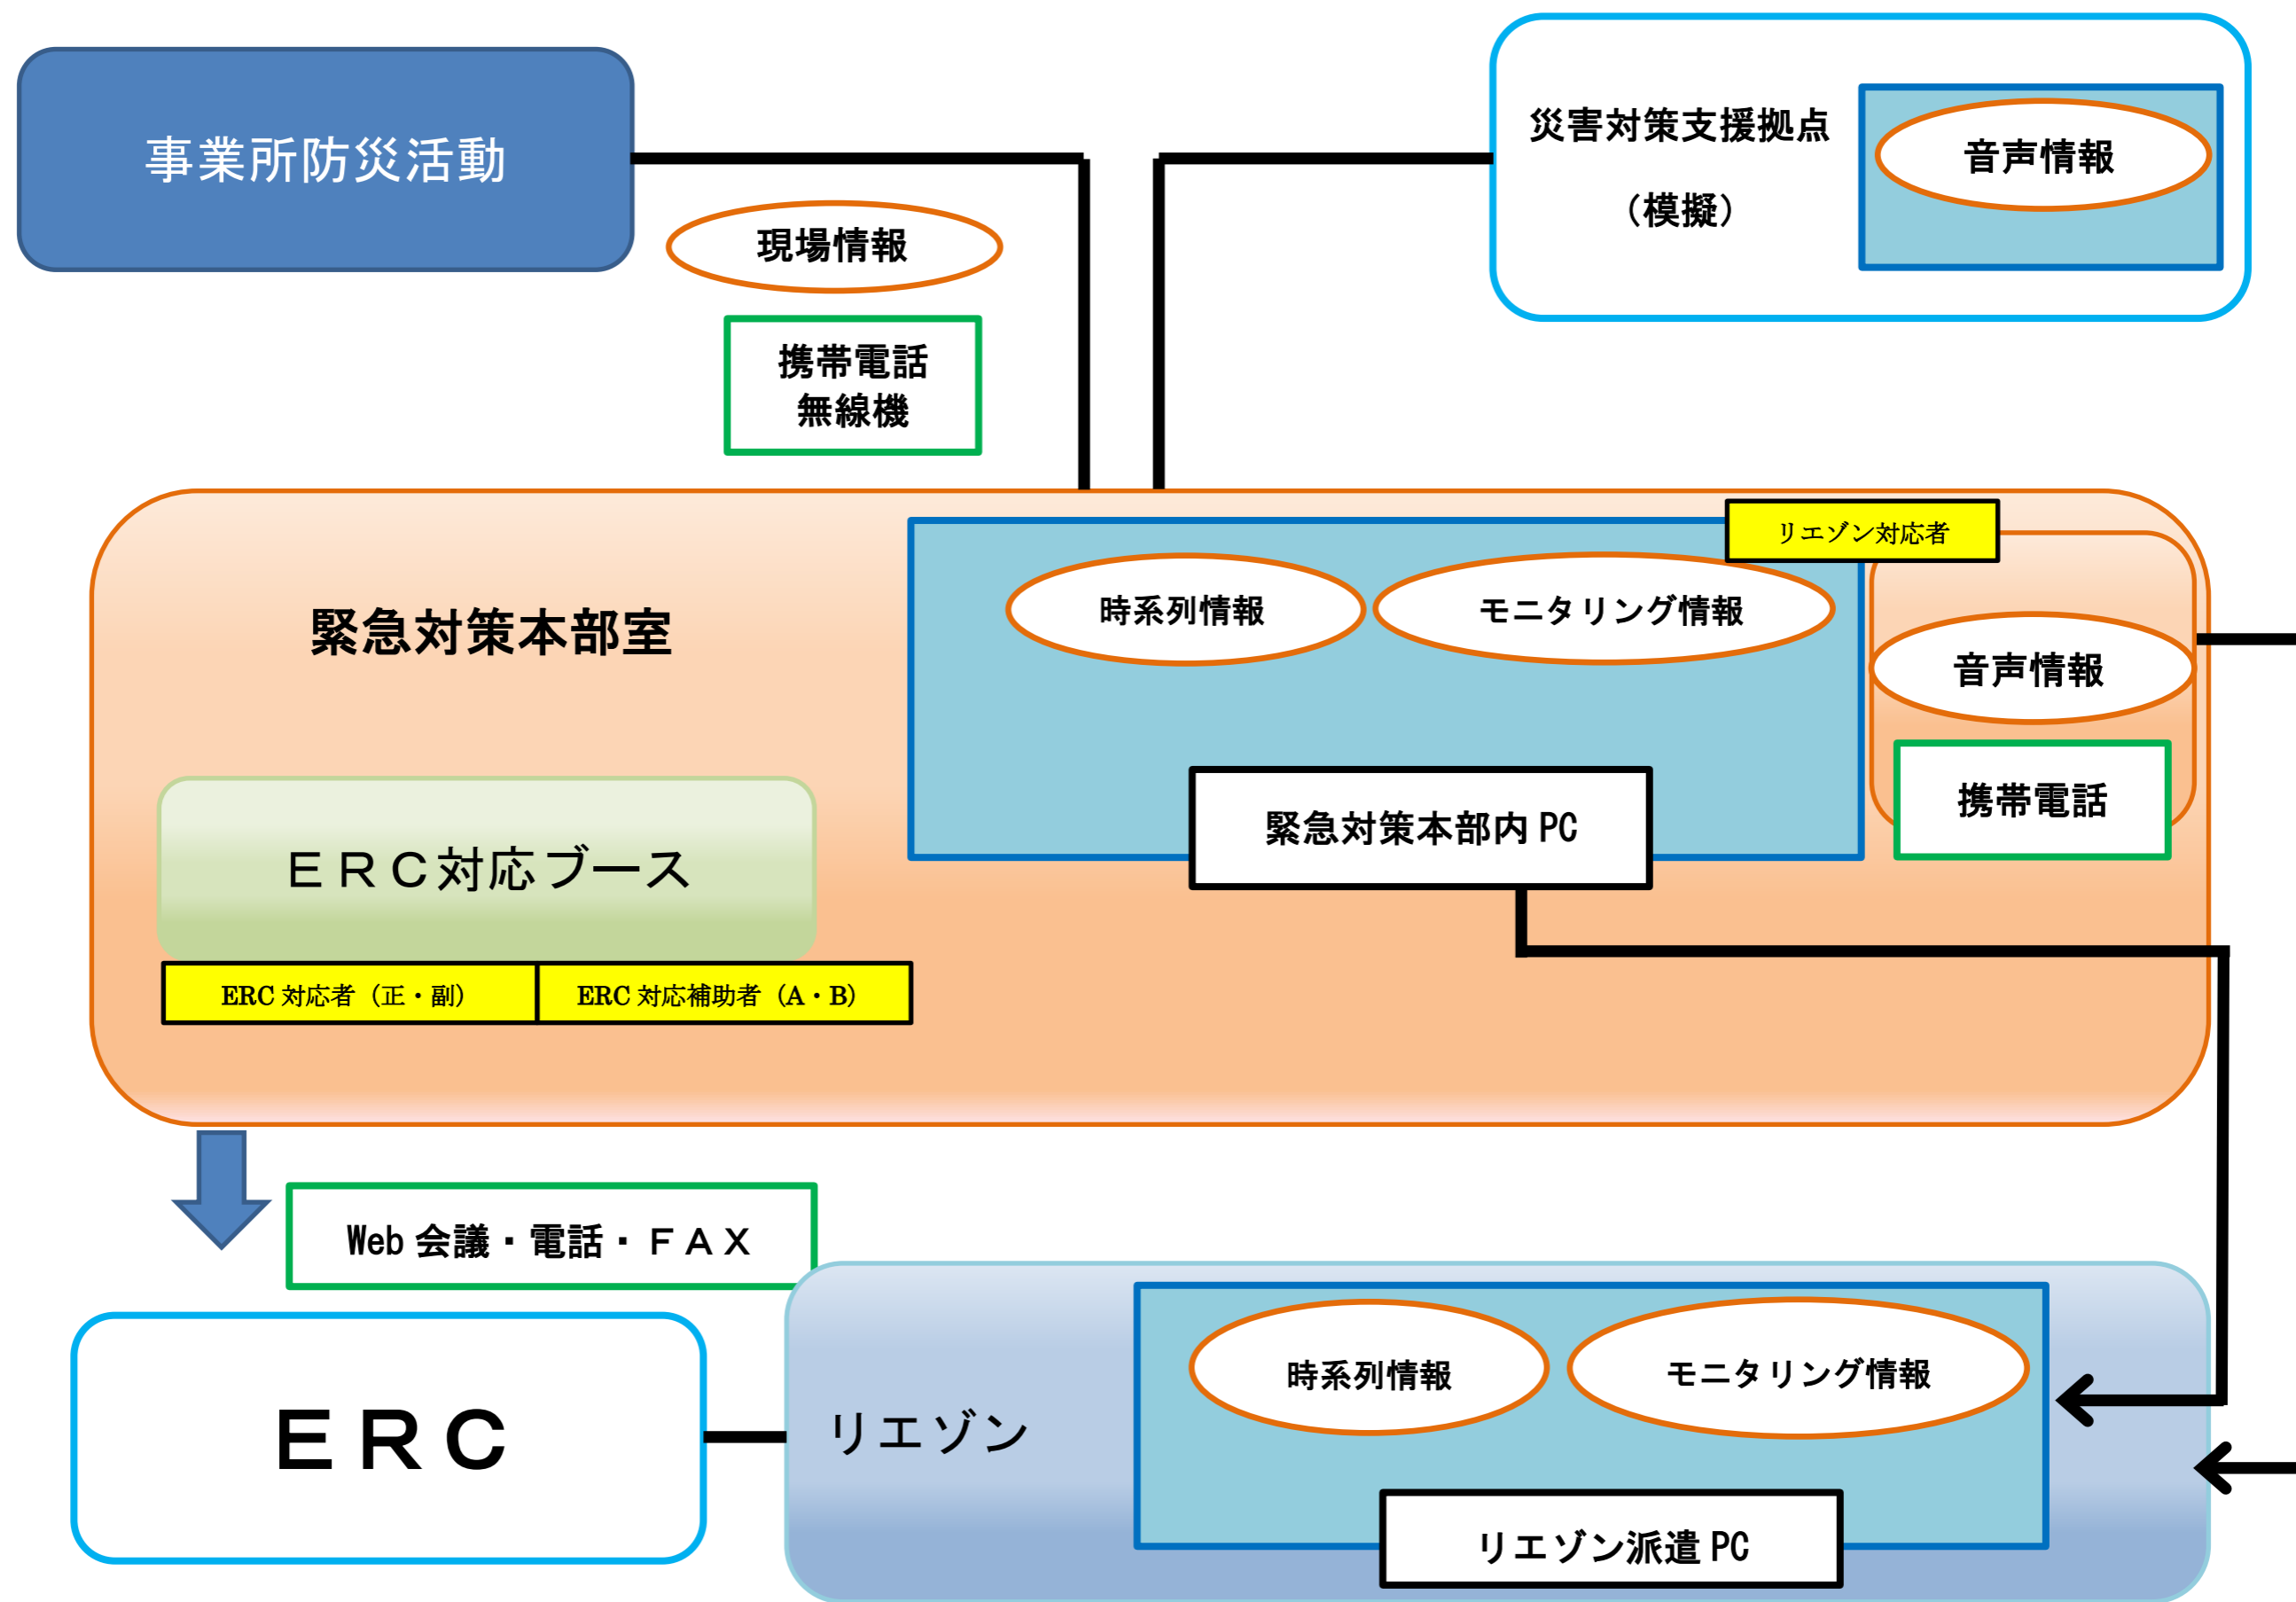 事業所防災活動
災害対策支援拠点
（模擬）
音声情報
現場情報
携帯電話
無線機
リエゾン対応者
緊急対策本部室
時系列情報
モニタリング情報
音声情報
緊急対策本部内 PC
携帯電話
ＥＲＣ対応ブース
ERC 対応者（正・副）
ERC 対応補助者（A・B）
Web 会議・電話・ＦＡＸ
ＥＲＣ
リエゾン
時系列情報
モニタリング情報
リエゾン派遣 PC